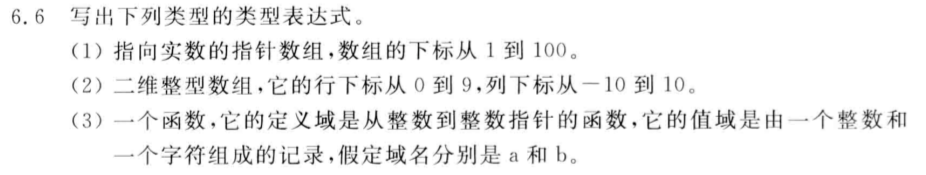 6.6 写出下列类型的类型表达式。
(1) 指向实数的指针数组,数组的下标从 1 到 100。
(2) 二维整型数组,它的行下标从 0 到 9,列下标从-10 到 10。
(3) 一个函数,它的定义域是从整数到整数指针的函数,它的值域是由一个整数和
一个字符组成的记录,假定域名分别是 a 和 b。